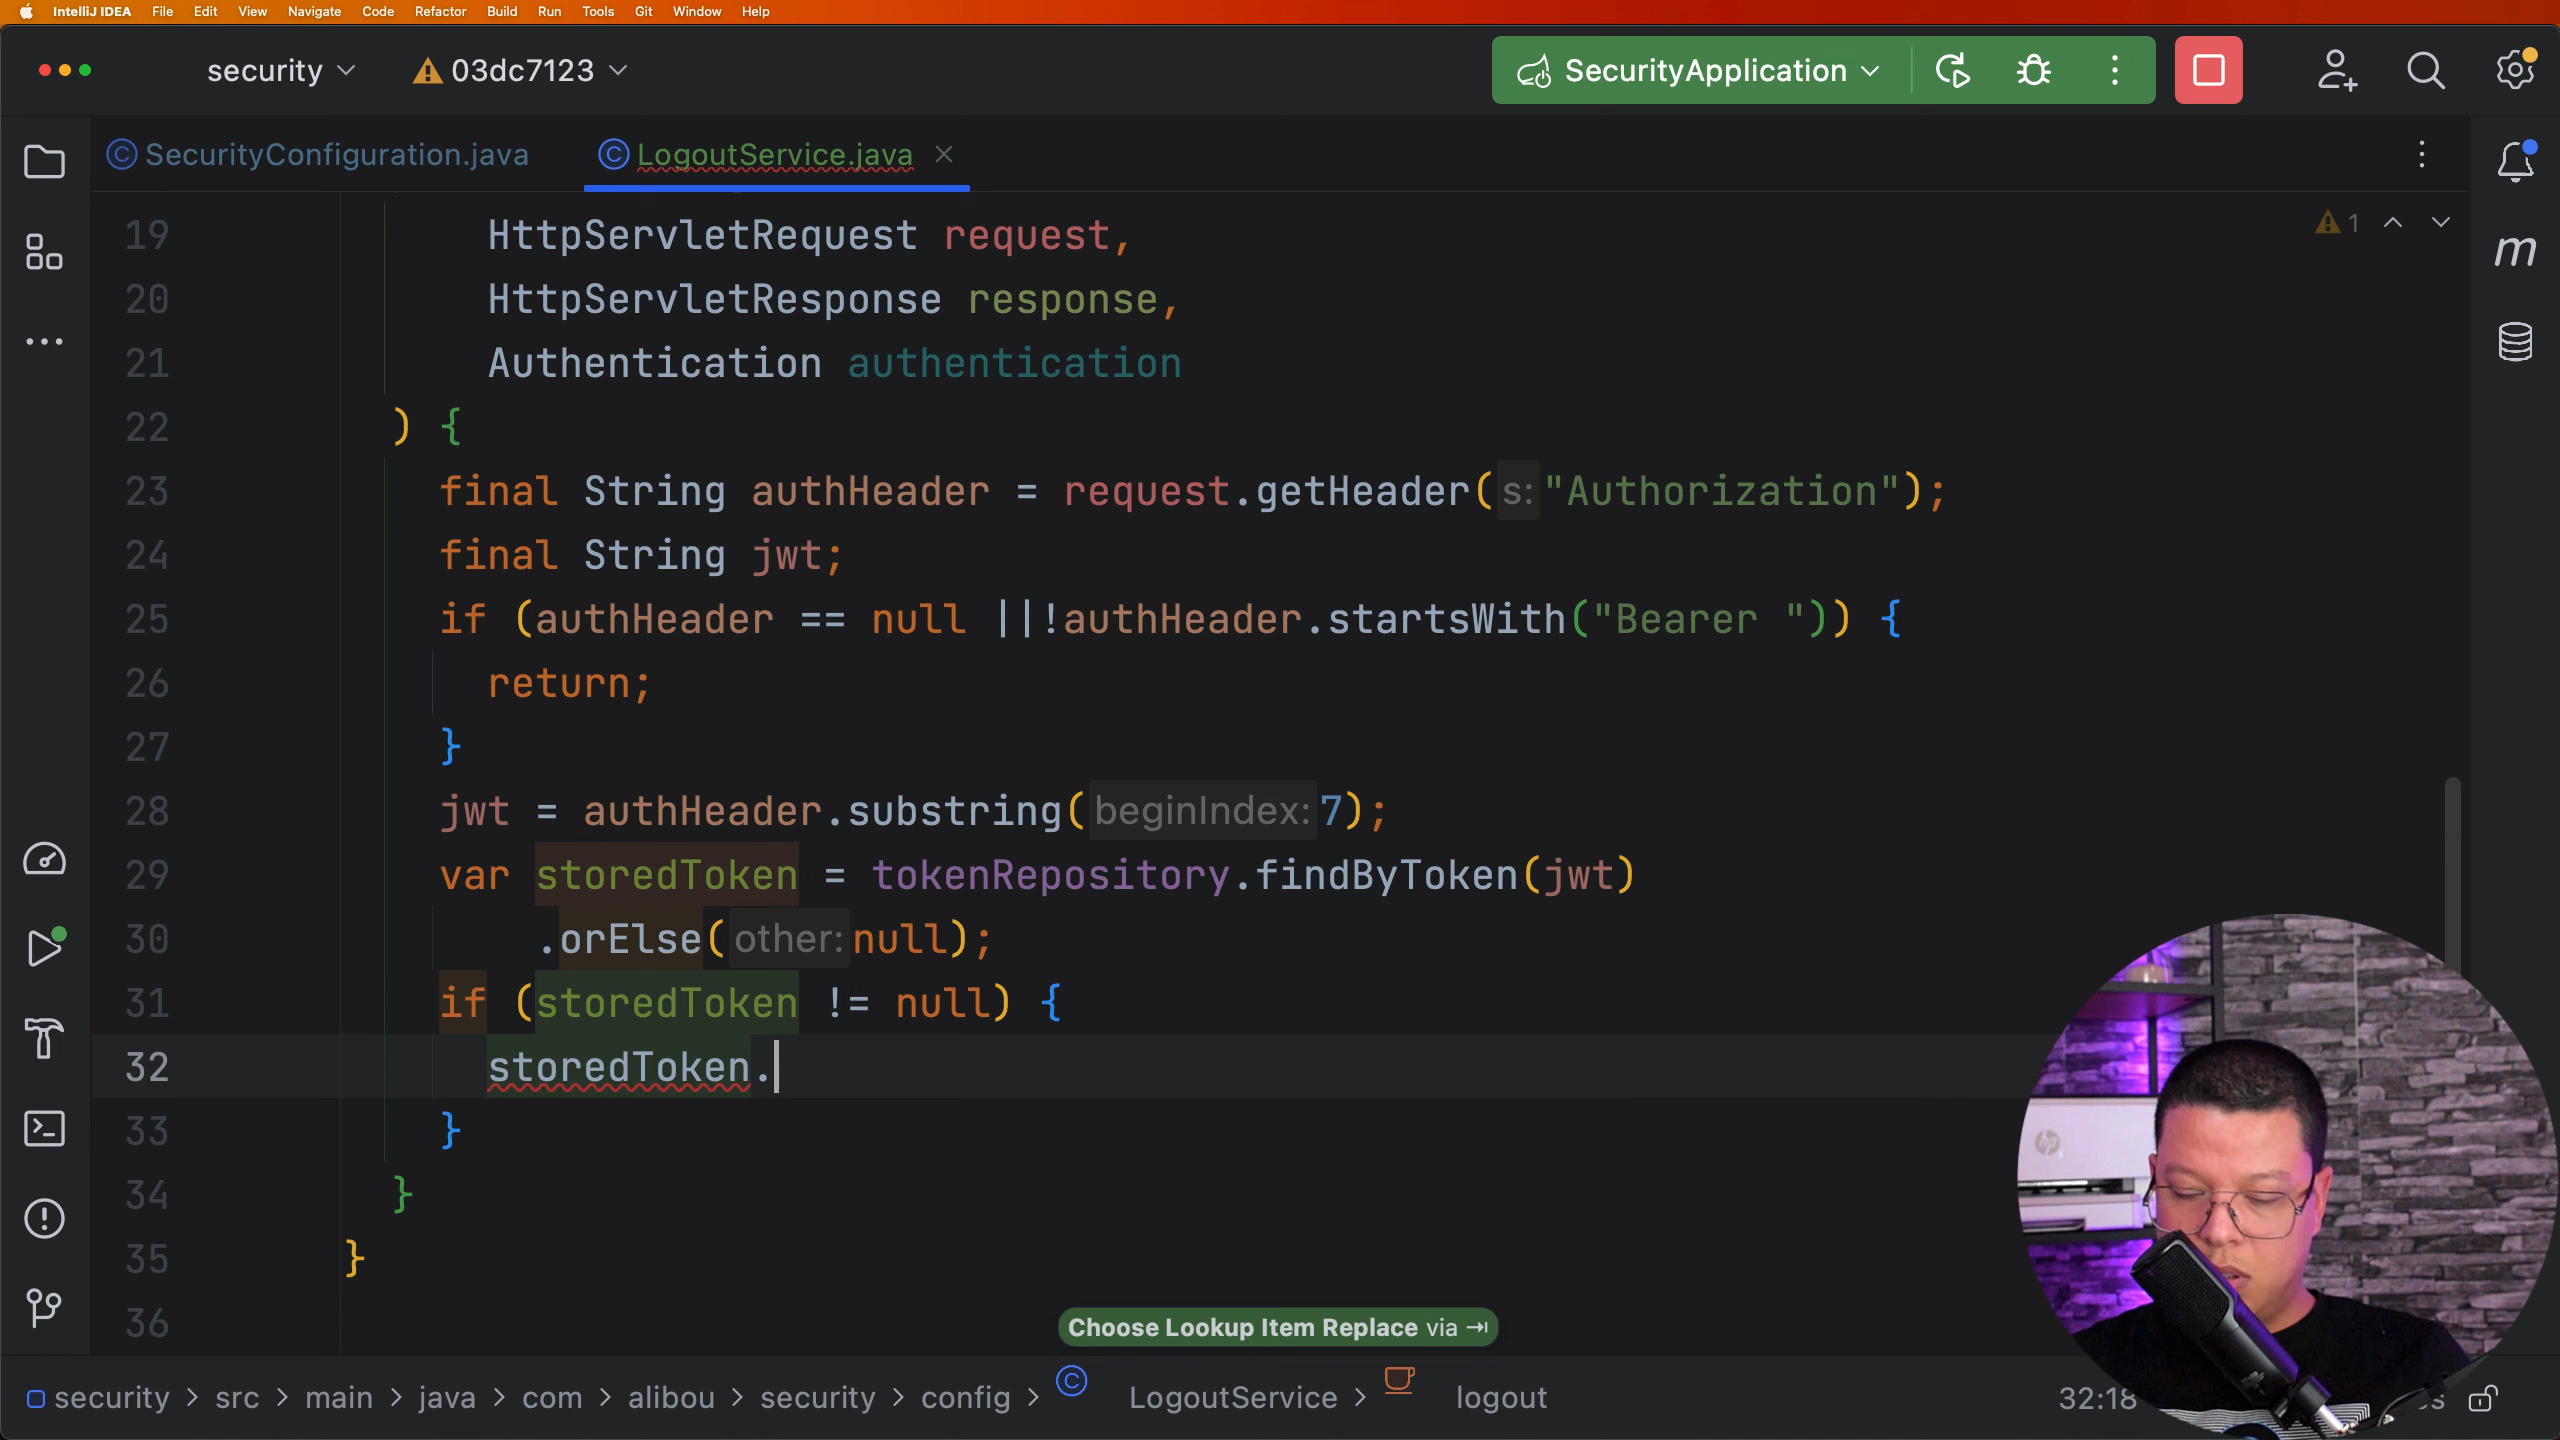 IntelliJ IDEA File Edit View Navigate Code Refactor Build Run Tools Git Window Help
security 03dc7123 SecurityApplication
SecurityConfiguration.java LogoutService.java
1
19 HttpServletRequest request,
20 HttpServletResponse response,
21 Authentication authentication
22 ) {
23 final String authHeader = request.getHeader( s: "Authorization");
24 final String jwt;
25 if (authHeader == null ||!authHeader.startsWith("Bearer ")) {
26 return;
27 }
28 jwt = authHeader.substring( beginIndex: 7);
29 var storedToken = tokenRepository.findByToken(jwt)
30 .orElse( other: null);
31 if (storedToken != null) {
32 storedToken.
33 }
34 }
35 }
36
Choose Lookup Item Replace via
security > src > main > java > com > alibou > security > config > LogoutService > logout 32:18
m
hp